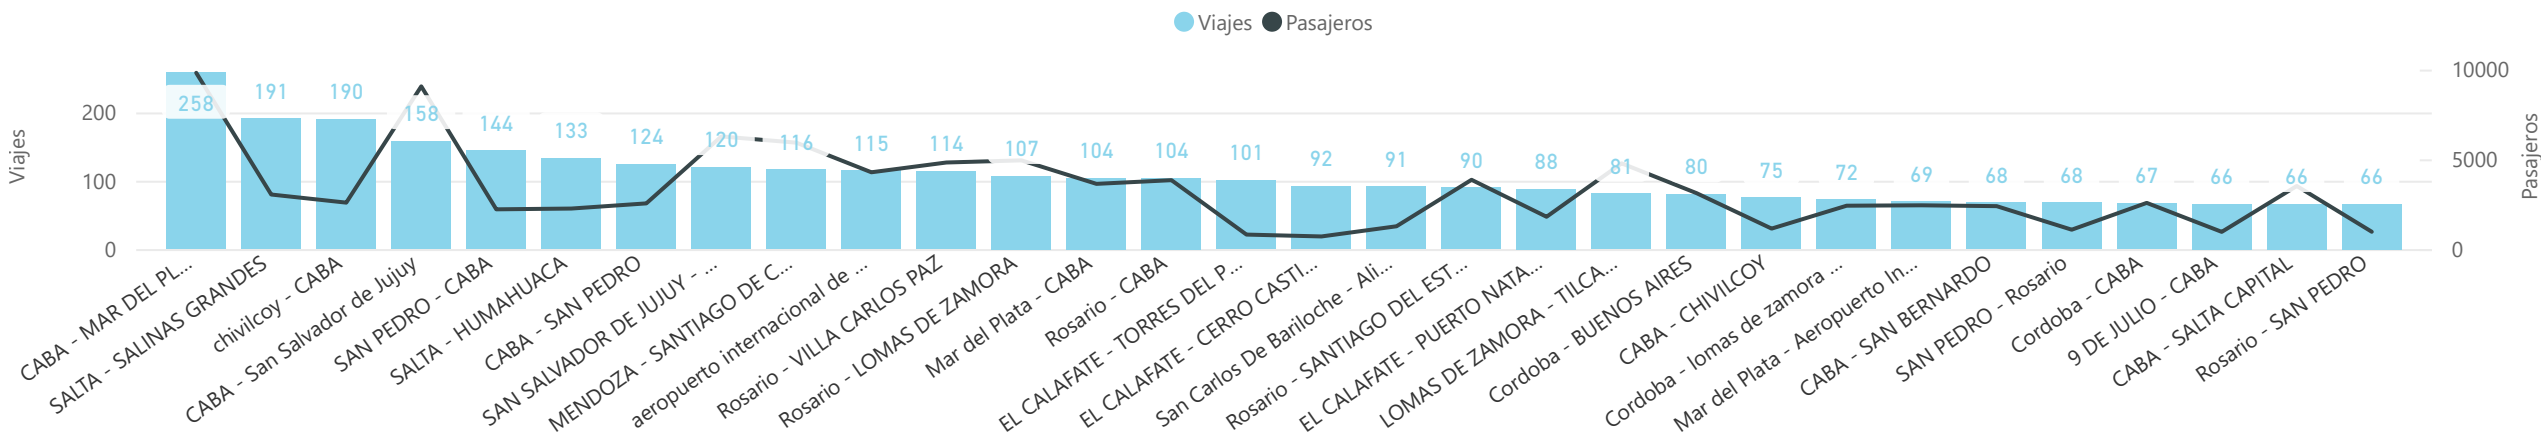 Viajes Pasajeros
Viajes
200
100
0
258
191
190
158
144
133
124
120
116
115
114
107
104
104
101
92
91
90
88
81
80
75
72
69
68
68
67
66
66
66
10000
5000
0
Pasajeros
CABA - MAR DEL PL...
SALTA - SALINAS GRANDES
chivilcoy - CABA
CABA - San Salvador de Jujuy
SAN PEDRO - CABA
SALTA - HUMAHUACA
CABA - SAN PEDRO
SAN SALVADOR DE JUJUY - ...
MENDOZA - SANTIAGO DE C...
aeropuerto internacional de ...
Rosario - VILLA CARLOS PAZ
Rosario - LOMAS DE ZAMORA
Mar del Plata - CABA
Rosario - CABA
EL CALAFATE - TORRES DEL P...
EL CALAFATE - CERRO CASTI...
San Carlos De Bariloche - Ali...
Rosario - SANTIAGO DEL EST...
EL CALAFATE - PUERTO NATA...
LOMAS DE ZAMORA - TILCA...
Cordoba - BUENOS AIRES
CABA - CHIVILCOY
Cordoba - lomas de zamora ...
Mar del Plata - Aeropuerto In...
CABA - SAN BERNARDO
SAN PEDRO - Rosario
Cordoba - CABA
9 DE JULIO - CABA
CABA - SALTA CAPITAL
Rosario - SAN PEDRO